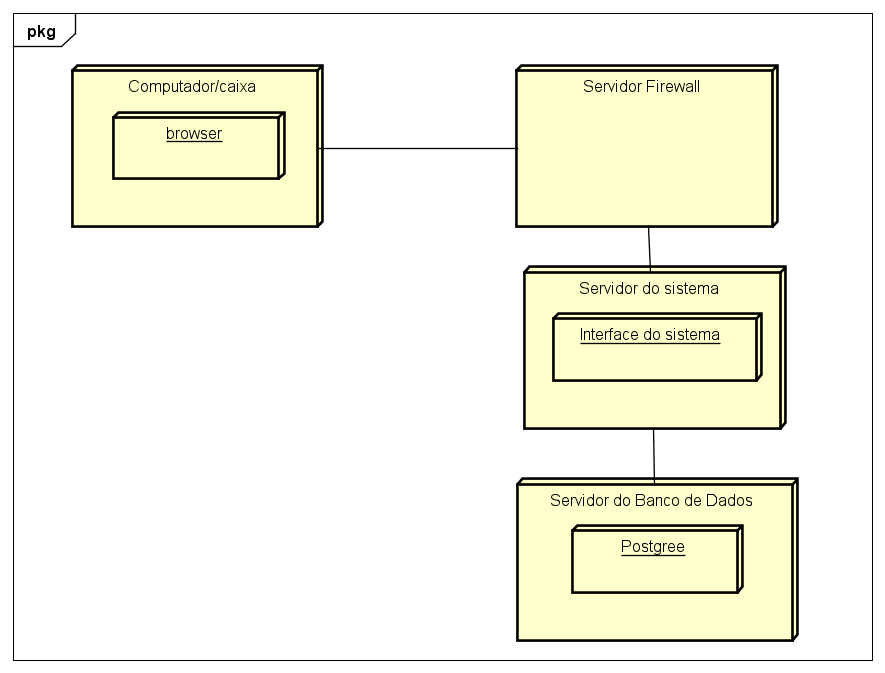 pkg
Computador/caixa
browser
Servidor Firewall
Servidor do sistema
Interface do sistema
Servidor do Banco de Dados
Postgree